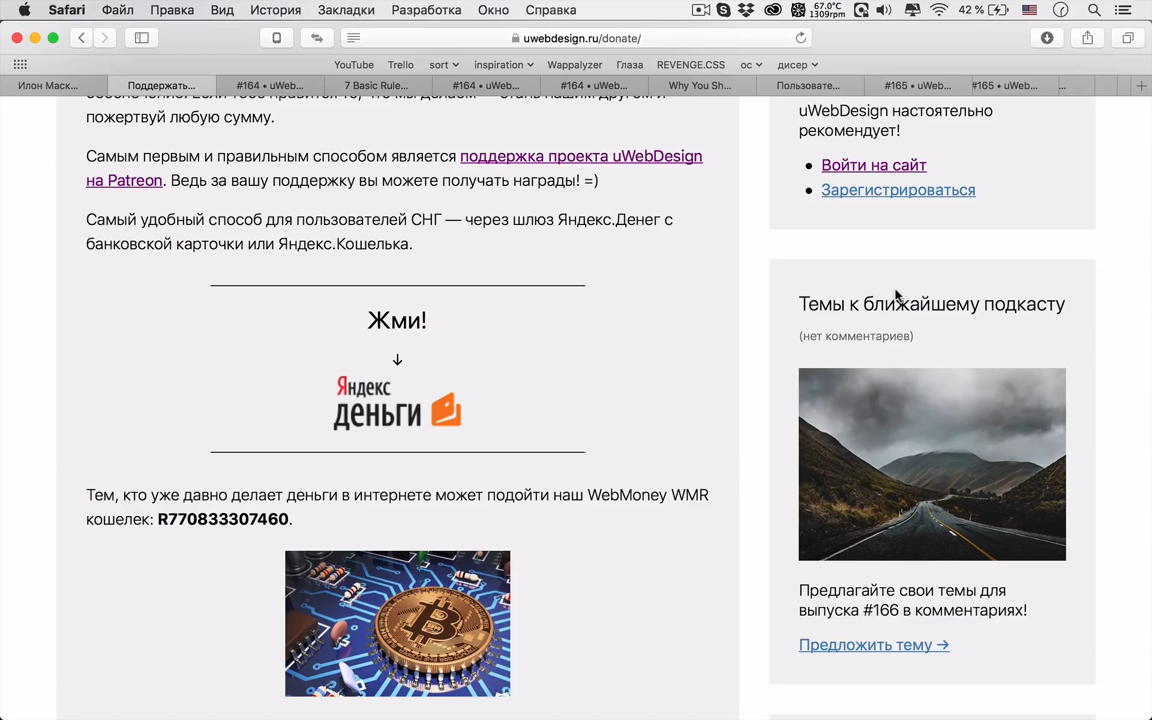 Safari Файл Правка Вид История Закладки Разработка Окно Справка
67.0°C
1309rpm
42 %
uwebdesign.ru/donate/
YouTube Trello sort inspiration Wappalyzer Глаза REVENGE.CSS ос дисер
Илон Маск... Поддержать... #164 • uWeb... 7 Basic Rule... #164 • uWeb... #164 • uWeb... Why You Sh... Пользовате... #165 • uWeb... #165 • uWeb... ...
пожертвуй любую сумму.
Самым первым и правильным способом является поддержка проекта uWebDesign
на Patreon. Ведь за вашу поддержку вы можете получать награды! =)
Самый удобный способ для пользователей СНГ — через шлюз Яндекс.Денег с
банковской карточки или Яндекс.Кошелька.
Жми!
↓
Яндекс
деньги
Тем, кто уже давно делает деньги в интернете может подойти наш WebMoney WMR
кошелек: R770833307460.
uWebDesign настоятельно
рекомендует!
Войти на сайт
Зарегистрироваться
Темы к ближайшему подкасту
(нет комментариев)
Предлагайте свои темы для
выпуска #166 в комментариях!
Предложить тему →